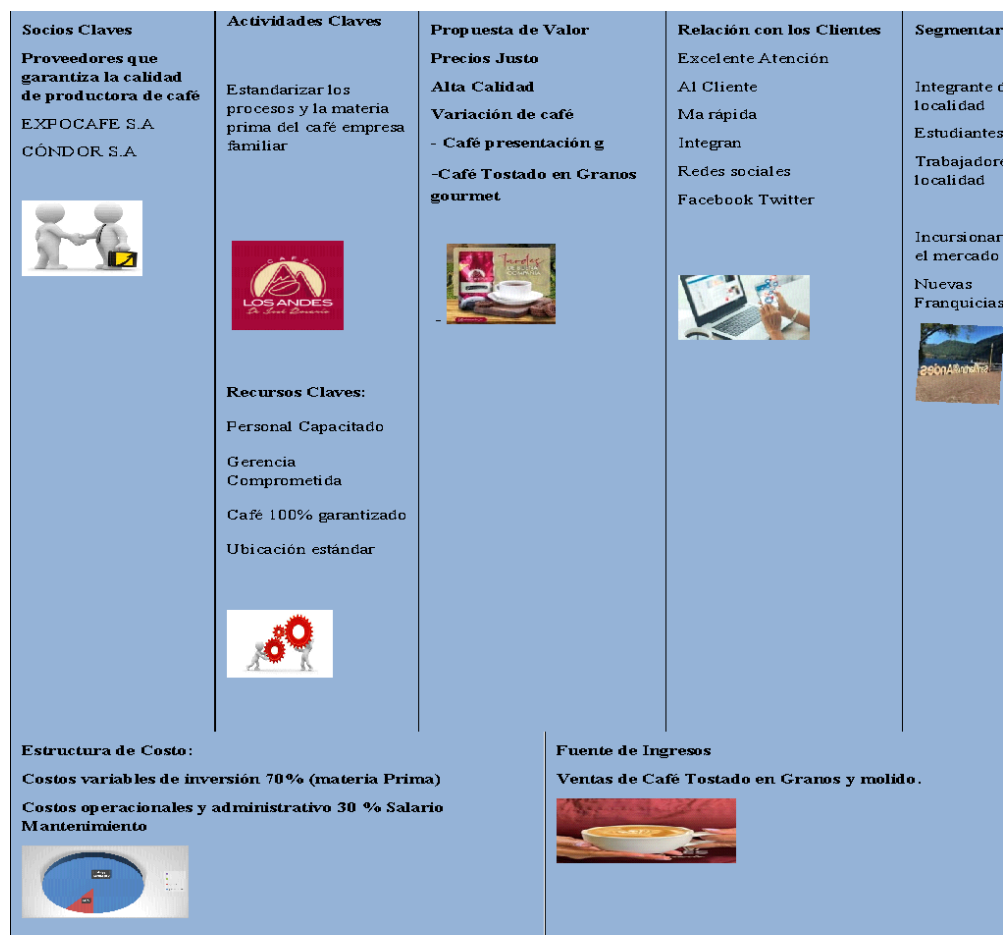 Socios Claves
Proveedores que
garantiza la calidad
de productora de café
EXPOCAFE S.A
CÓNDOR S.A
Actividades Claves
Estandarizar los
procesos y la materia
prima del café empresa
familiar
CAFÉ
LOS ANDES
De José Dosario
Recursos Claves:
Personal Capacitado
Gerencia
Comprometida
Café 100% garantizado
Ubicación estándar
Propuesta de Valor
Precios Justo
Alta Calidad
Variación de café
- Café presentación g
-Café Tostado en Granos
gourmet
Tardes
-
Relación con los Clientes
Excelente Atención
Al Cliente
Ma rápida
Integran
Redes sociales
Facebook Twitter
Segmentar
Integrante d
localidad
Estudiantes
Trabajadore
localidad
Incursionar
el mercado
Nuevas
Franquicias
Estructura de Costo:
Costos variables de inversión 70% (materia Prima)
Costos operacionales y administrativo 30 % Salario
Mantenimiento
Fuente de Ingresos
Ventas de Café Tostado en Granos y molido.